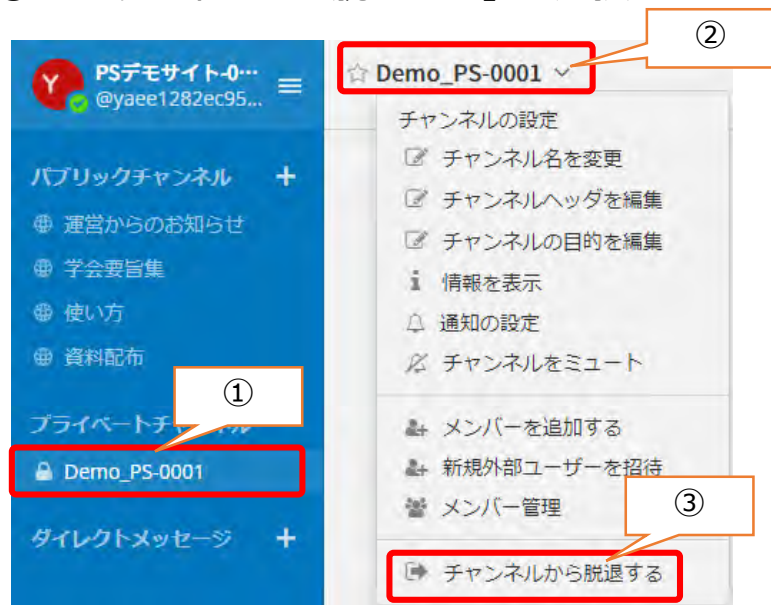 ②
Y
PSデモサイト-0…
@yaee1282ec95...
Demo_PS-0001
チャンネルの設定
チャンネル名を変更
チャンネルヘッダを編集
チャンネルの目的を編集
情報を表示
通知の設定
チャンネルをミュート
メンバーを追加する
新規外部ユーザーを招待
メンバー管理
③
チャンネルから脱退する
パブリックチャンネル +
運営からのお知らせ
学会要旨集
使い方
資料配布
①
プライベートチ
Demo_PS-0001
ダイレクトメッセージ +